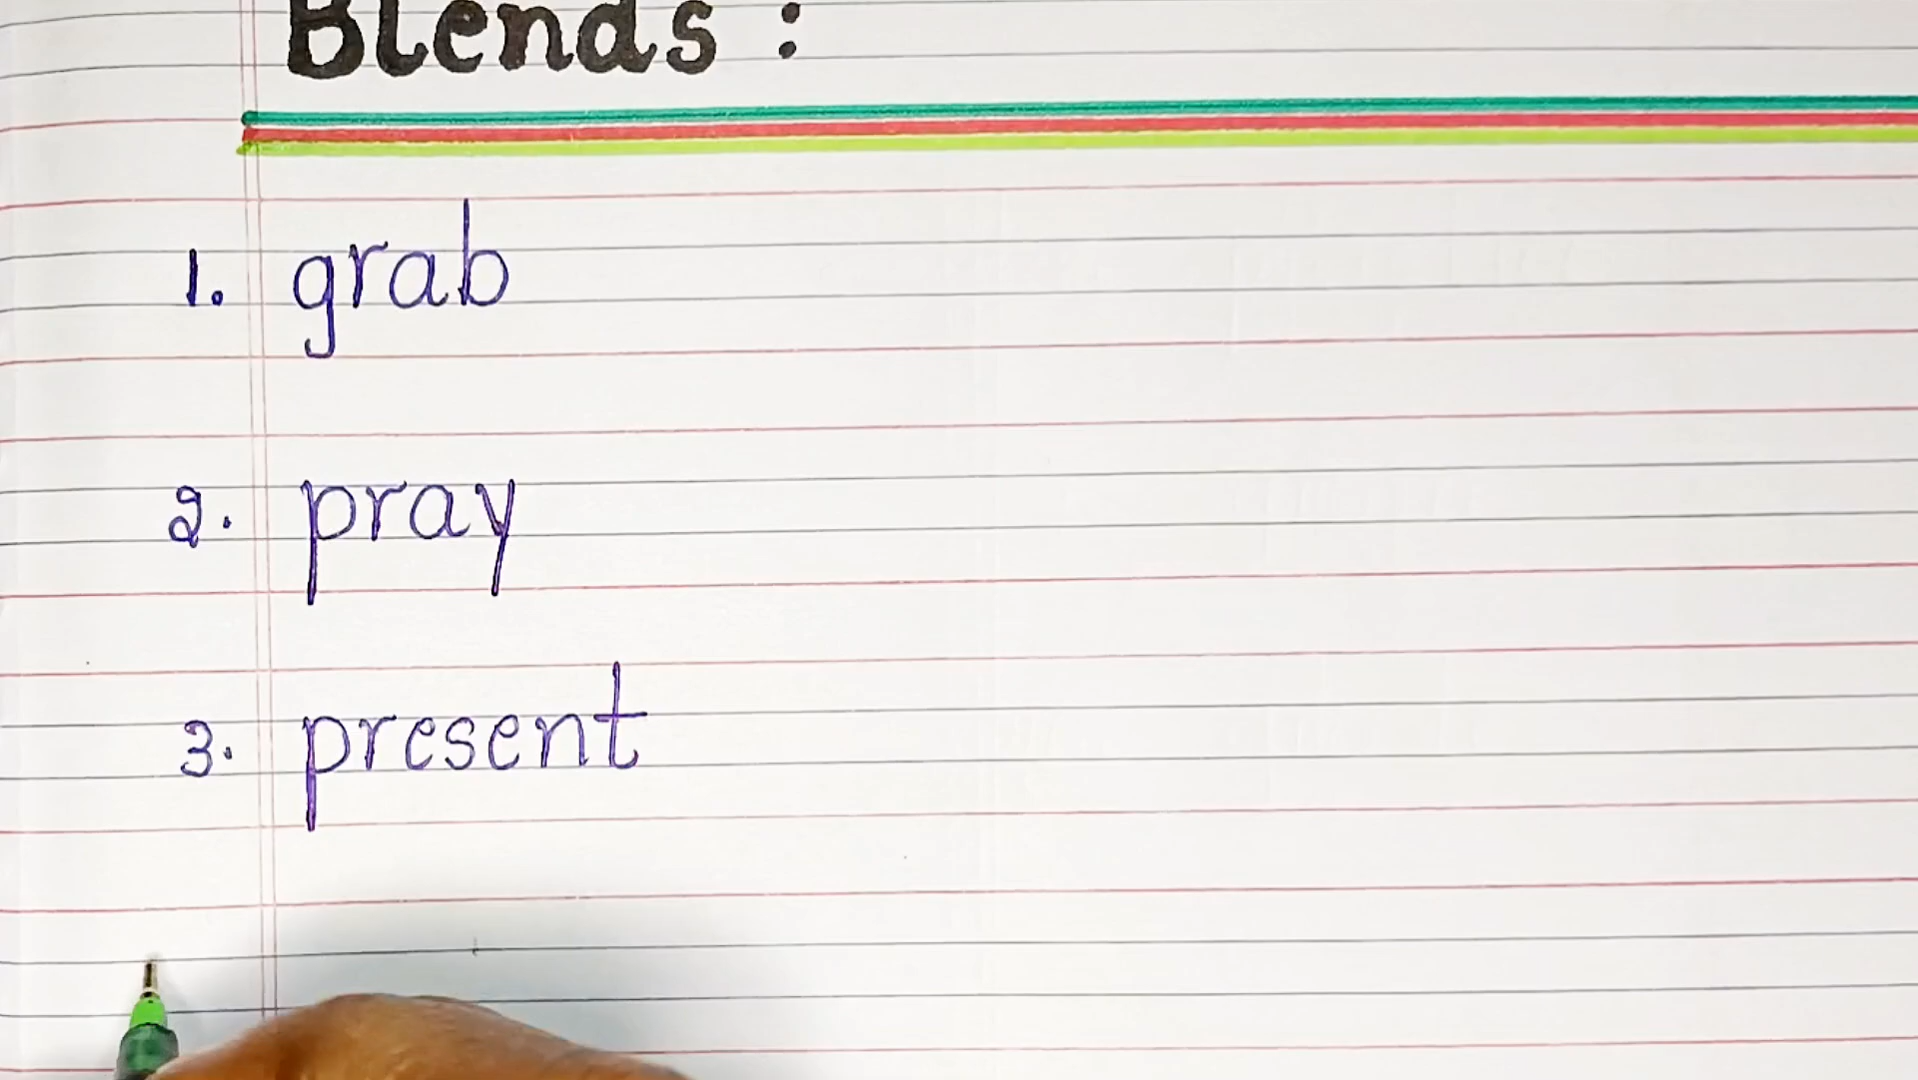 Blends :
1. grab
2. pray
3. present